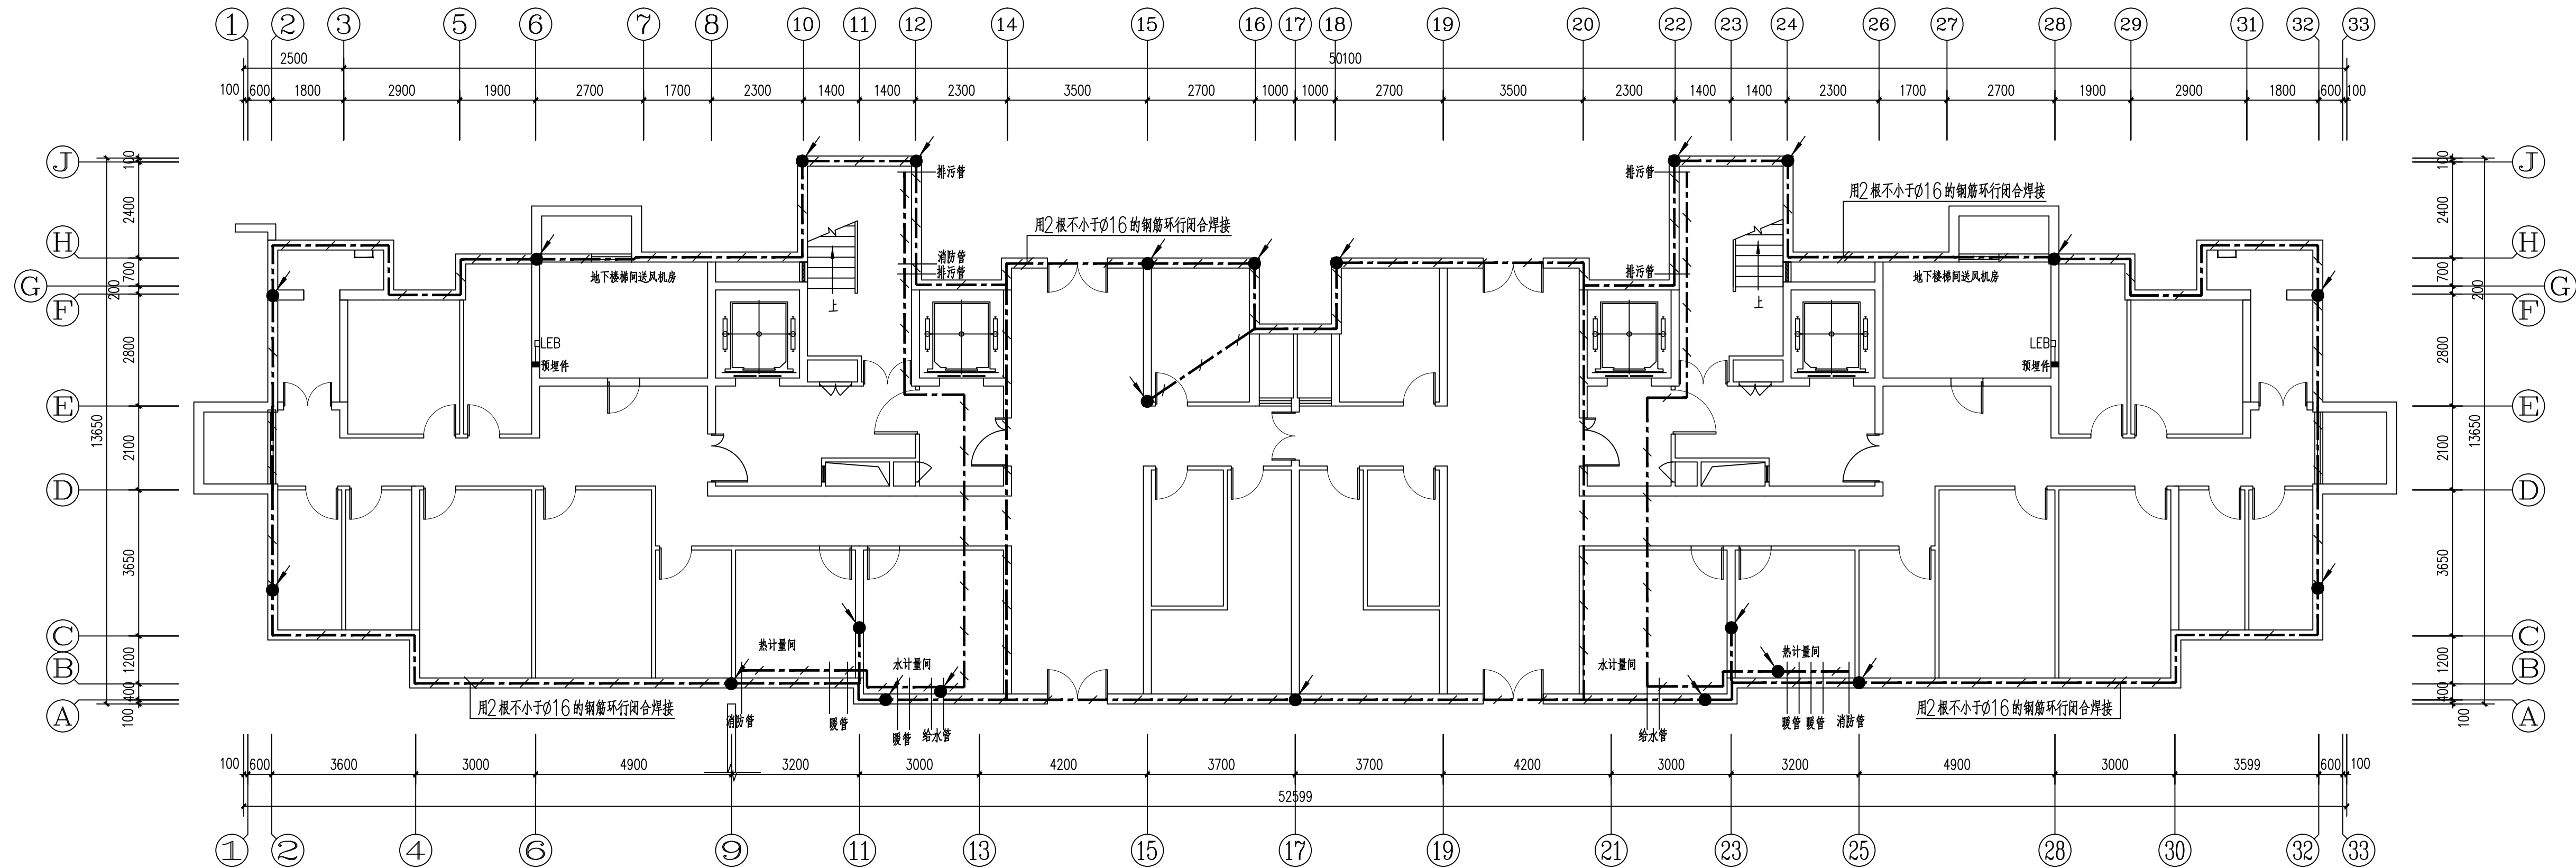 1 2 3 5 6 7 8 10 11 12 14 15 16 17 18 19 20 22 23 24 26 27 28 29 31 32 33
2500 50100
100 600 1800 2900 1900 2700 1700 2300 1400 1400 2300 3500 2700 1000 1000 2700 3500 2300 1400 1400 2300 1700 2700 1900 2900 1800 600 100
J 100 排污管 排污管 100 J
用2根不小于Ø16的钢筋环行闭合焊接
2400 2400
用2根不小于Ø16的钢筋环行闭合焊接
H H
消防管
排污管 排污管
700 地下楼梯间送风机房 地下楼梯间送风机房 700
G 200 200 G
F 上 上 F
2800 LEB LEB 2800
预埋件 预埋件
E E
13650 13650
2100 2100
D D
3650 3650
C C
热计量间 热计量间
水计量间 水计量间
B 1200 1200 B
400 400
用2根不小于Ø16的钢筋环行闭合焊接 用2根不小于Ø16的钢筋环行闭合焊接
A 100 100 A
消防管 暖管 暖管 给水管 给水管 暖管 暖管 消防管
100 600 3600 3000 4900 3200 3000 4200 3700 3700 4200 3000 3200 4900 3000 3599 600 100
52599
1 2 4 6 9 11 13 15 17 19 21 23 25 28 30 32 33